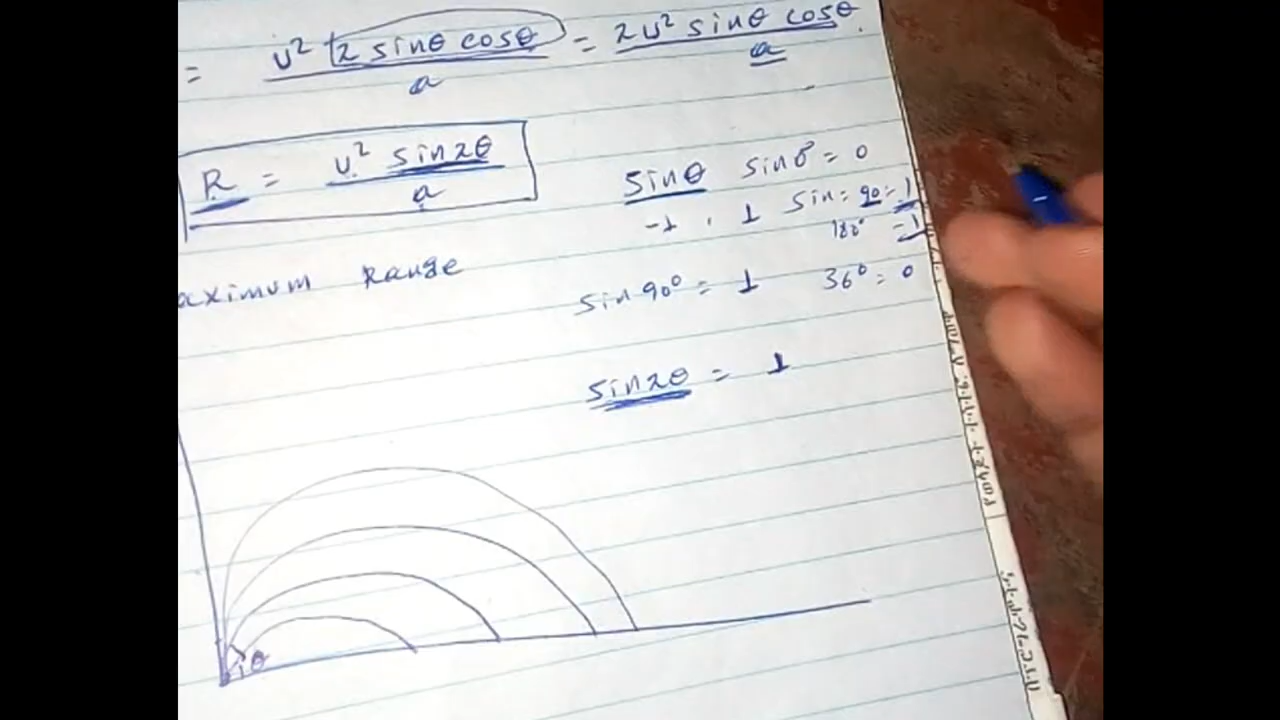 = u² 2 sinθ cosθ / a = 2u² sinθ cosθ / a
R = u² sin2θ / a
sinθ sin0° = 0
-1 , 1 sin = 90 = 1
180° = 1
aximum Range
sin 90° = 1 36° = 0
sin2θ = 1
θ